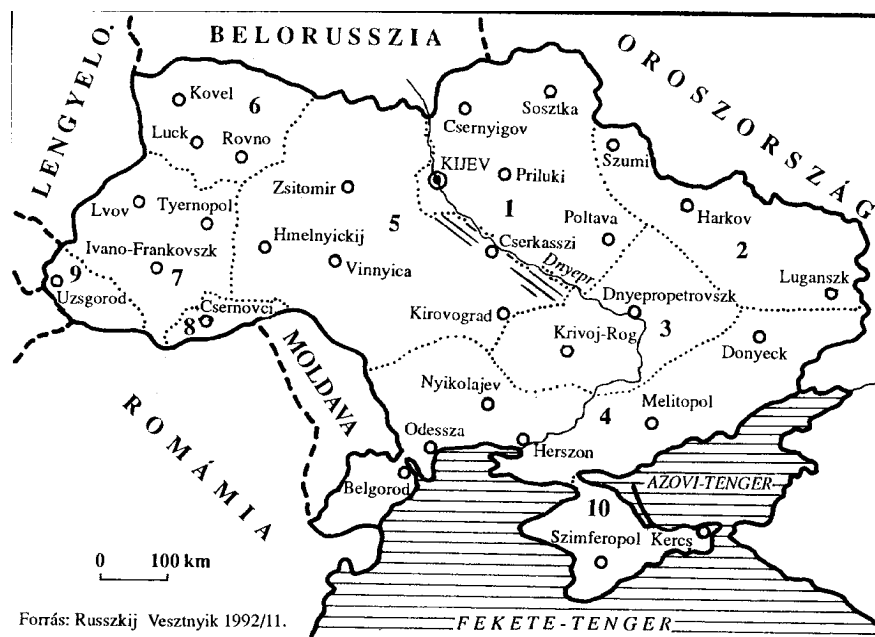 BELORUSSZIA
OROSZORSZÁG
LENGYELO.
Kovel
6
Sosztka
Csernyigov
Luck
Rovno
Szumi
KIJEV
Priluki
Zsitomir
Lvov
Tyernopol
1
Harkov
5
Poltava
2
Ivano-Frankovszk
Hmelnyickij
Cserkasszi
9
7
Vinnyica
Dnyepr
Luganszk
Uzsgorod
Csernovci
Dnyepropetrovszk
8
Kirovograd
3
Krivoj-Rog
Donyeck
MOLDAVA
Nyikolajev
Melitopol
4
ROMÁMIA
Odessza
Herszon
Belgorod
AZOVI-TENGER
10
Szimferopol
Kercs
0 100 km
Forrás: Russzkij Vesztnyik 1992/11.
FEKETE-TENGER